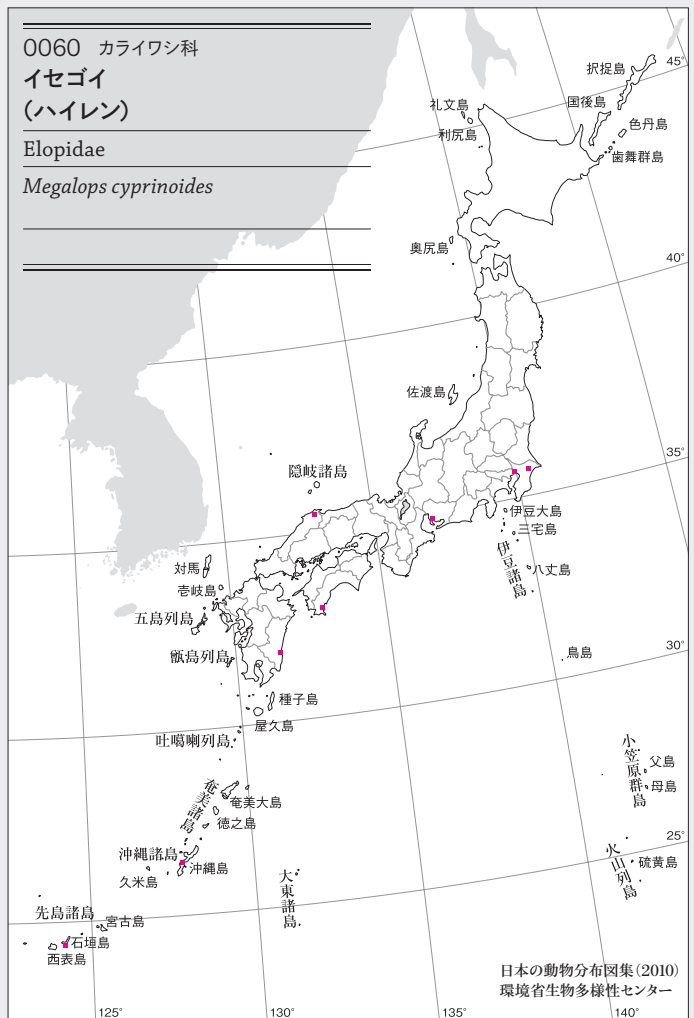 0060 カライワシ科
イセゴイ
（ハイレン）
Elopidae
Megalops cyprinoides
45°
択捉島
礼文島
国後島
色丹島
利尻島
歯舞群島
奥尻島
40°
佐渡島
35°
隠岐諸島
伊豆大島
三宅島
伊豆諸島
八丈島
対馬
壱岐島
五島列島
甑島列島
鳥島
30°
種子島
屋久島
吐噶喇列島
小笠原群島
父島
母島
奄美諸島
奄美大島
徳之島
25°
沖縄諸島
沖縄島
久米島
大東諸島
火山列島
硫黄島
先島諸島
宮古島
石垣島
西表島
日本の動物分布図集（2010）
環境省生物多様性センター
125°
130°
135°
140°